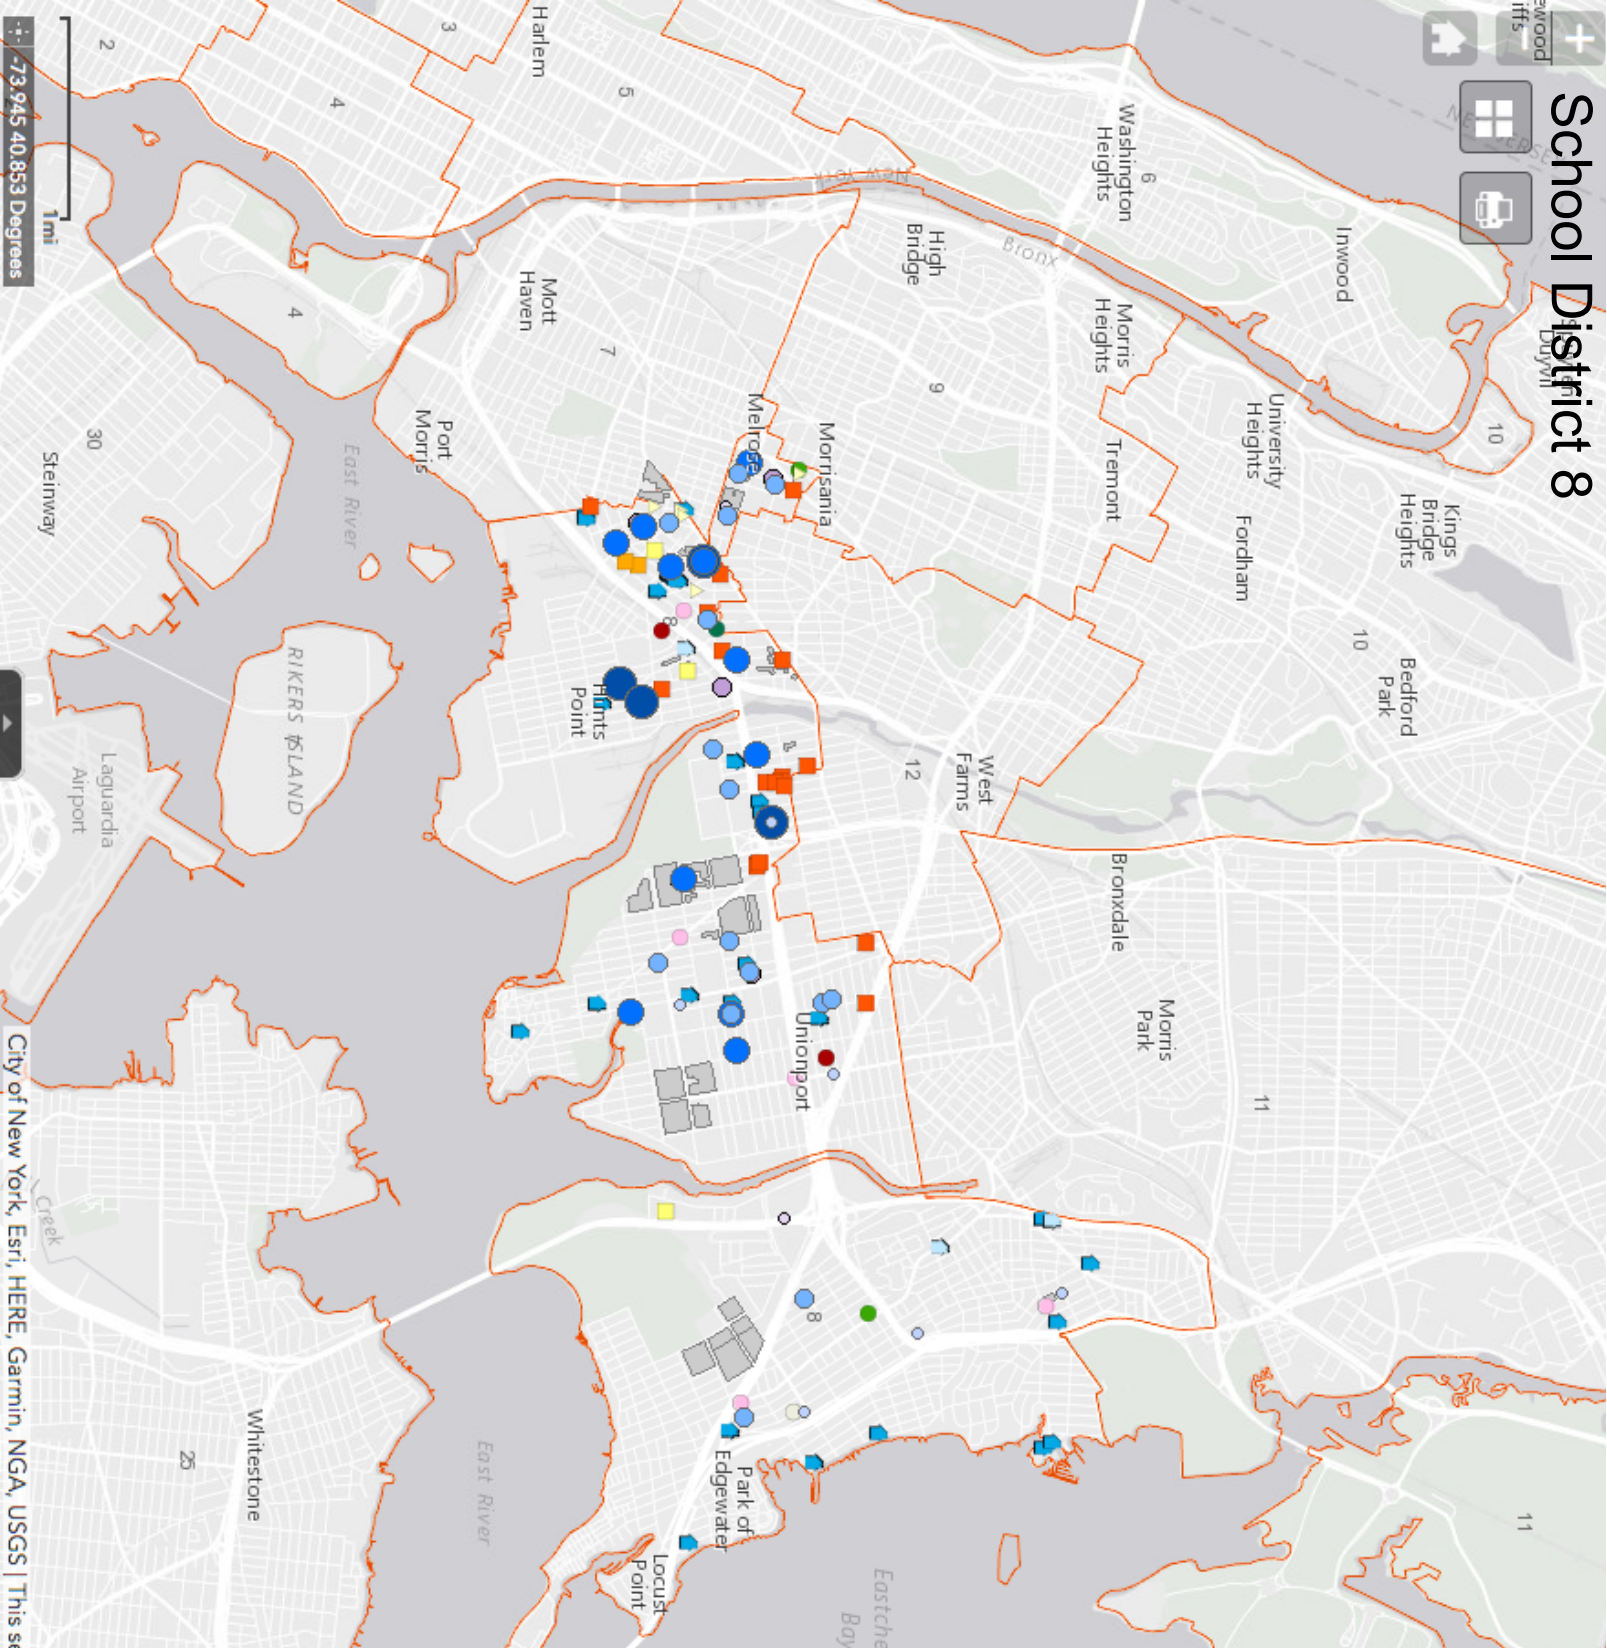 School District 8
Harlem
3
2
5
4
4
Washington
Heights
6
Inwood
New York
Bronx
High
Bridge
Morris
Heights
University
Heights
10
Kings
Bridge
Heights
Fordham
Tremont
9
7
Mott
Haven
Port
Morris
Melrose
Morrisania
10
Bedford
Park
West
Farms
12
8
Hunts
Point
East River
RIKERS ISLAND
Laguardia
Airport
30
Steinway
Bronxdale
Morris
Park
11
Unionport
8
Park of
Edgewater
Locust
Point
11
East River
Whitestone
25
Creek
1mi
-73.945 40.853 Degrees
City of New York, Esri, HERE, Garmin, NGA, USGS | This